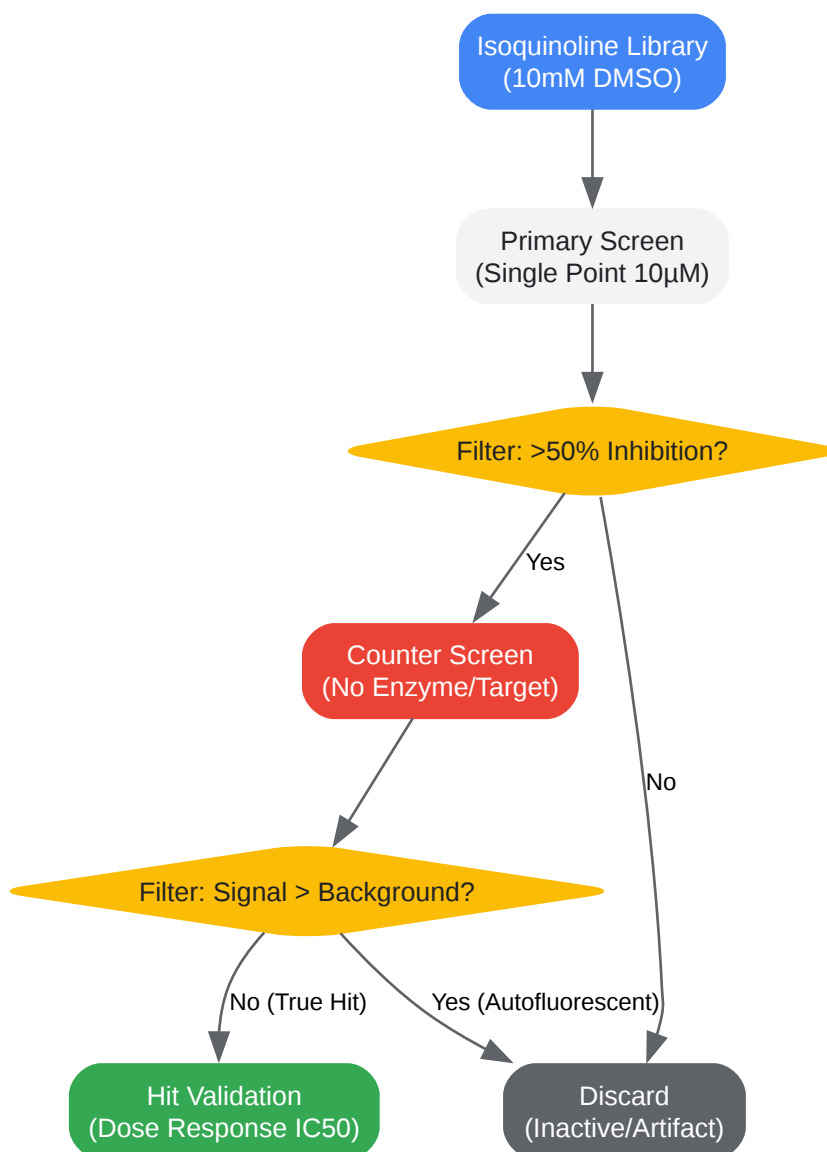 Isoquinoline Library
(10mM DMSO)
Primary Screen
(Single Point 10µM)
Filter: >50% Inhibition?
Yes
Counter Screen
(No Enzyme/Target)
No
Filter: Signal > Background?
No (True Hit)
Yes (Autofluorescent)
Hit Validation
(Dose Response IC50)
Discard
(Inactive/Artifact)